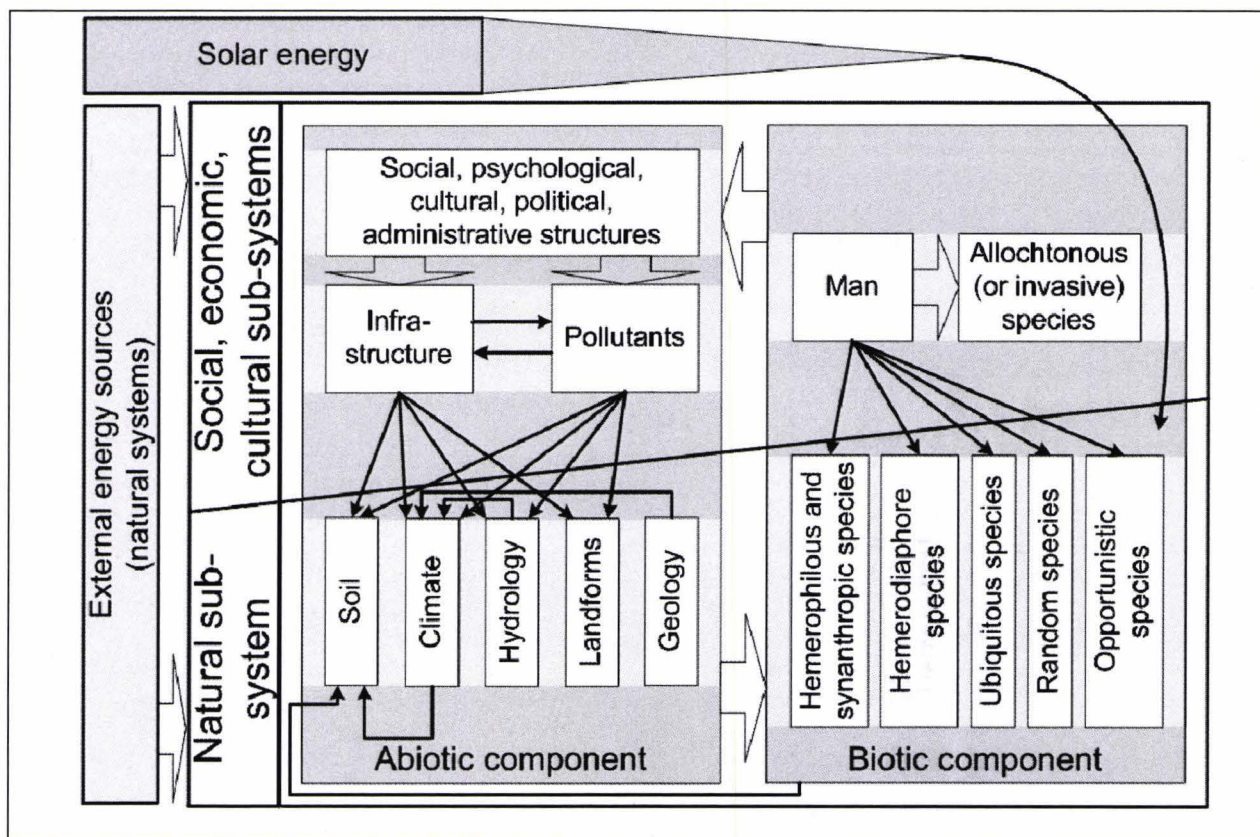 Solar energy
External energy sources
(natural systems)
Social, economic,
cultural sub-systems
Natural sub-
system
Social, psychological,
cultural, political,
administrative structures
Infra-
structure
Pollutants
Soil
Climate
Hydrology
Landforms
Geology
Abiotic component
Man
Allochtonous
(or invasive)
species
Hemerophilous and
synanthropic species
Hemerodiaphore
species
Ubiquitous species
Random species
Opportunistic
species
Biotic component